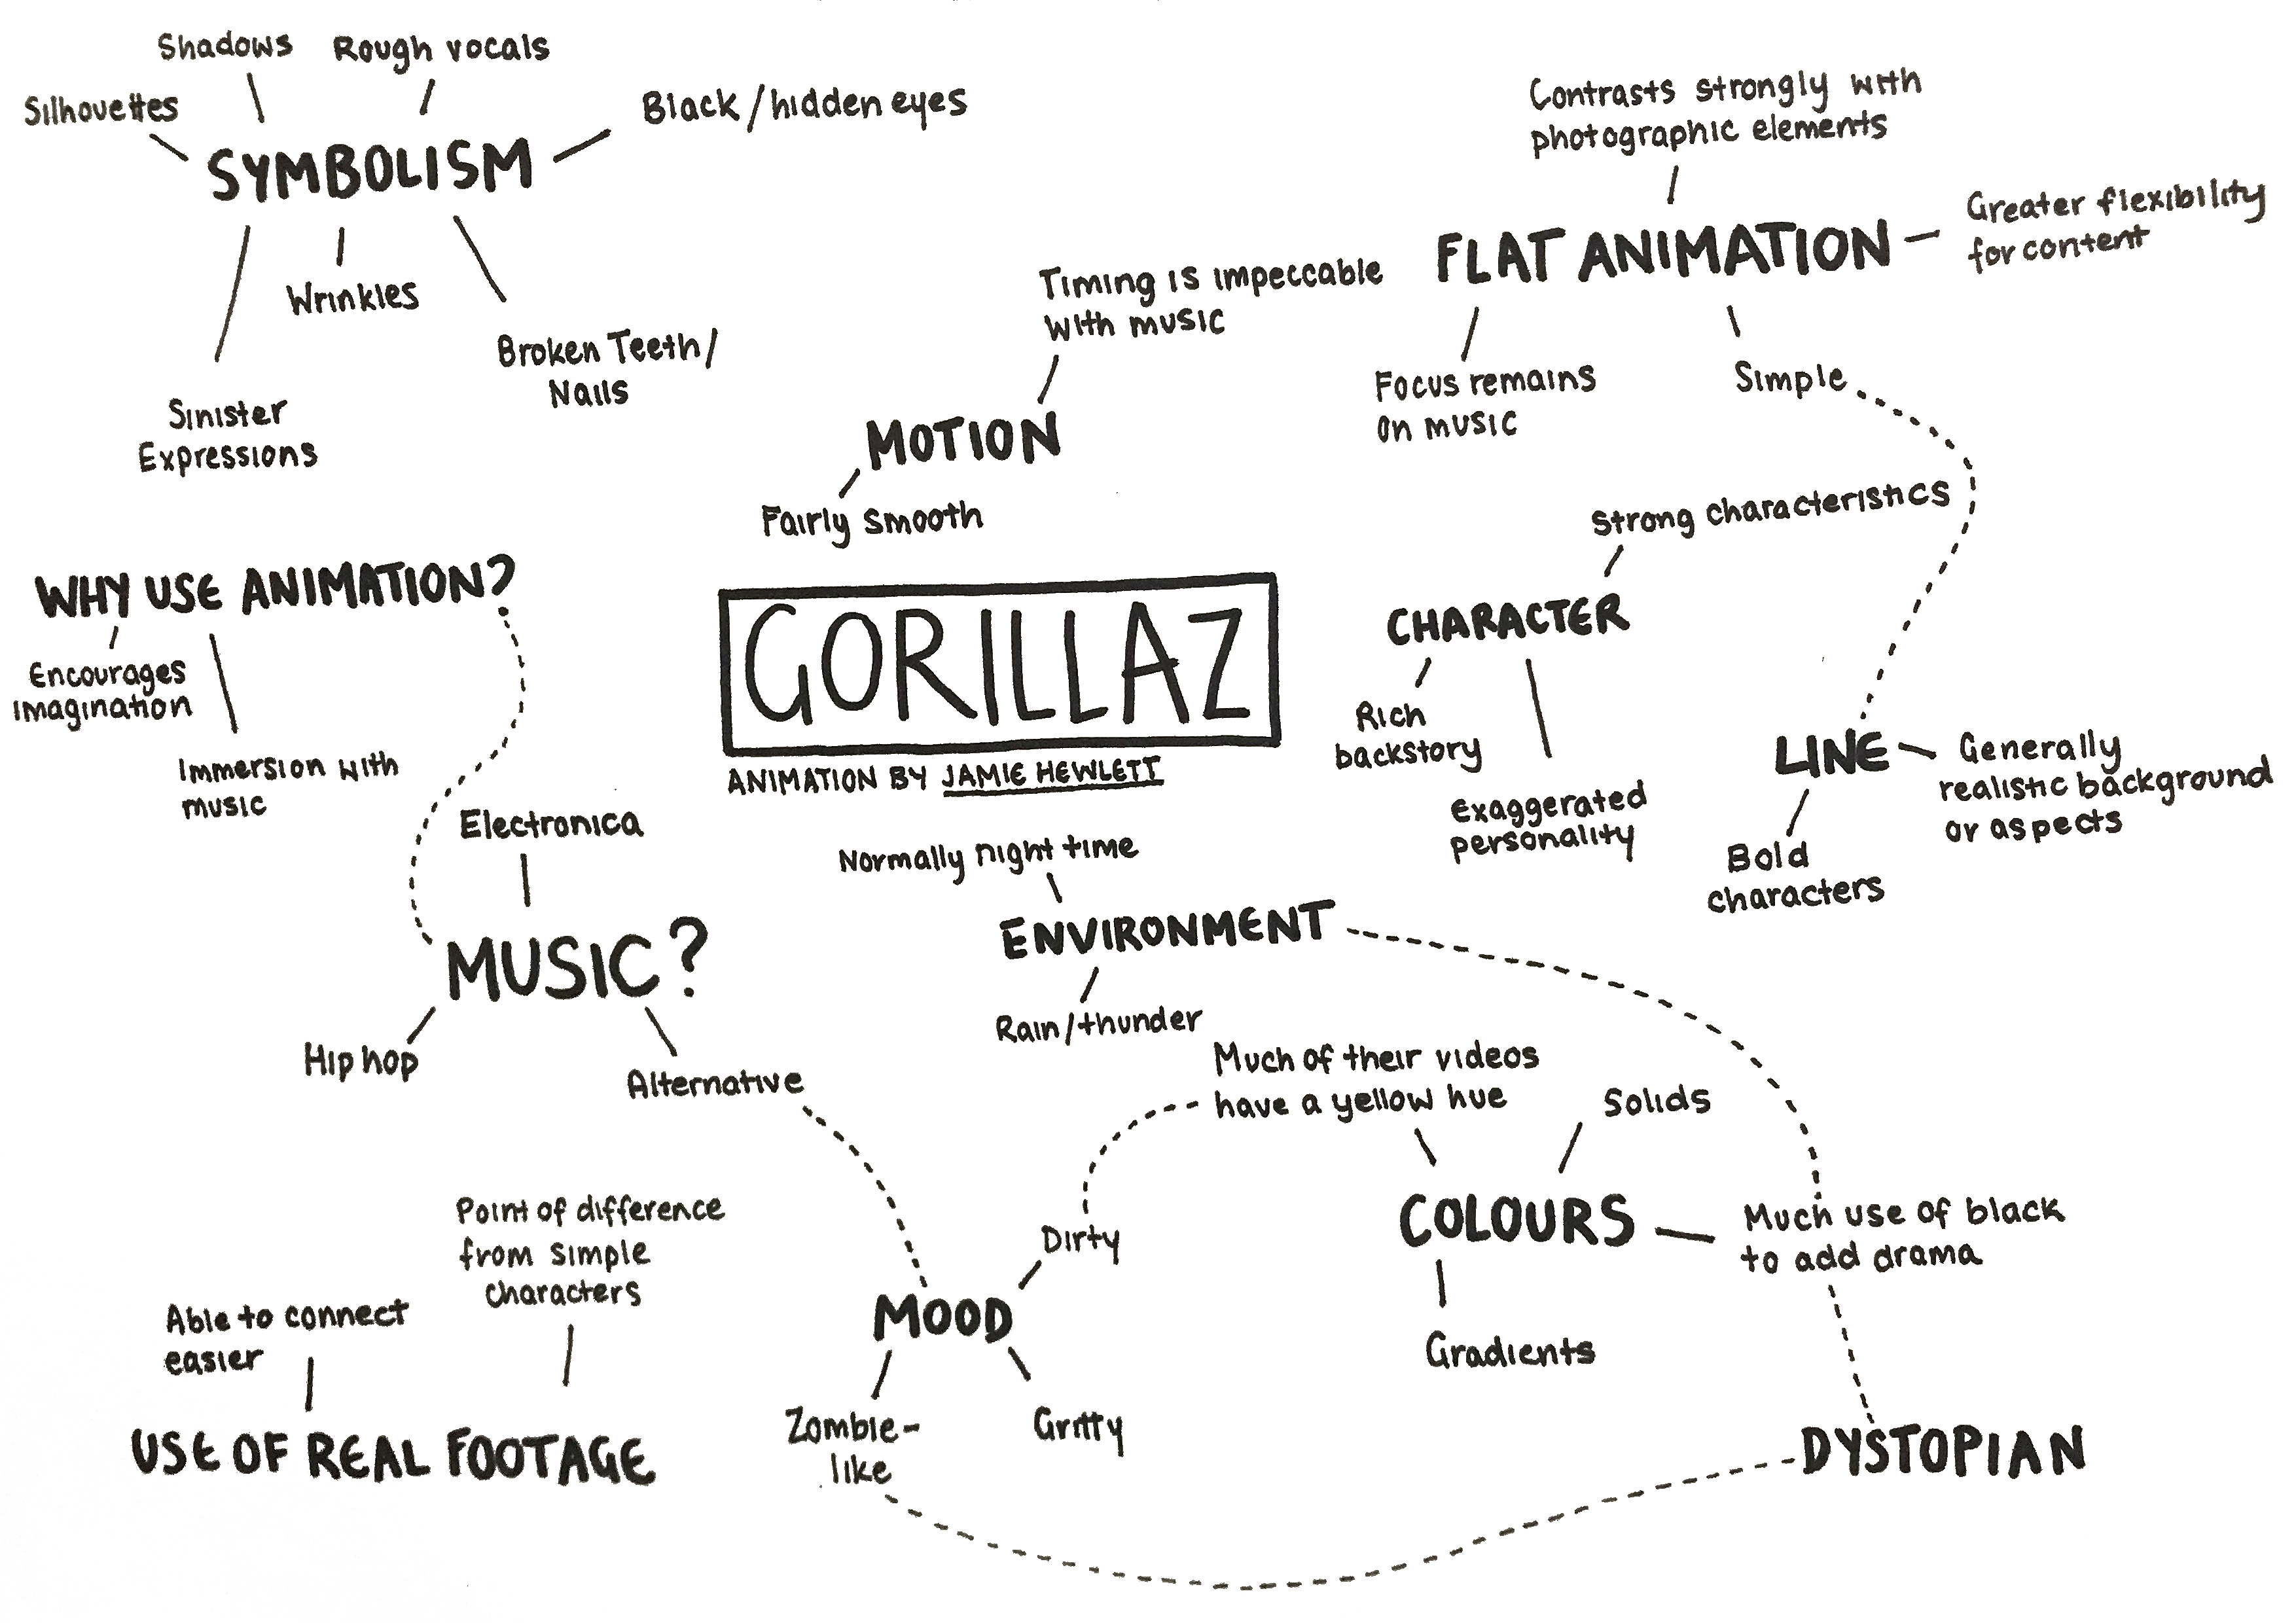 Shadows
Rough vocals
Silhouettes
Black/hidden eyes
SYMBOLISM
Wrinkles
Broken Teeth/
Nails
Sinister
Expressions
Contrasts strongly with
photographic elements
FLAT ANIMATION
Greater flexibility
for content
Focus remains
on music
Simple
Timing is impeccable
with music
MOTION
Fairly smooth
WHY USE ANIMATION?
Encourages
imagination
Immersion with
music
GORILLAZ
ANIMATION BY JAMIE HEWLETT
Strong characteristics
CHARACTER
Rich
backstory
Exaggerated
personality
LINE
Generally
realistic background
or aspects
Bold
characters
Electronica
MUSIC?
Hip hop
Alternative
Normally night time
ENVIRONMENT
Rain/thunder
Much of their videos
have a yellow hue
Solids
COLOURS
Much use of black
to add drama
Gradients
Point of difference
from simple
characters
Able to connect
easier
USE OF REAL FOOTAGE
Dirty
MOOD
Zombie-
like
Gritty
DYSTOPIAN